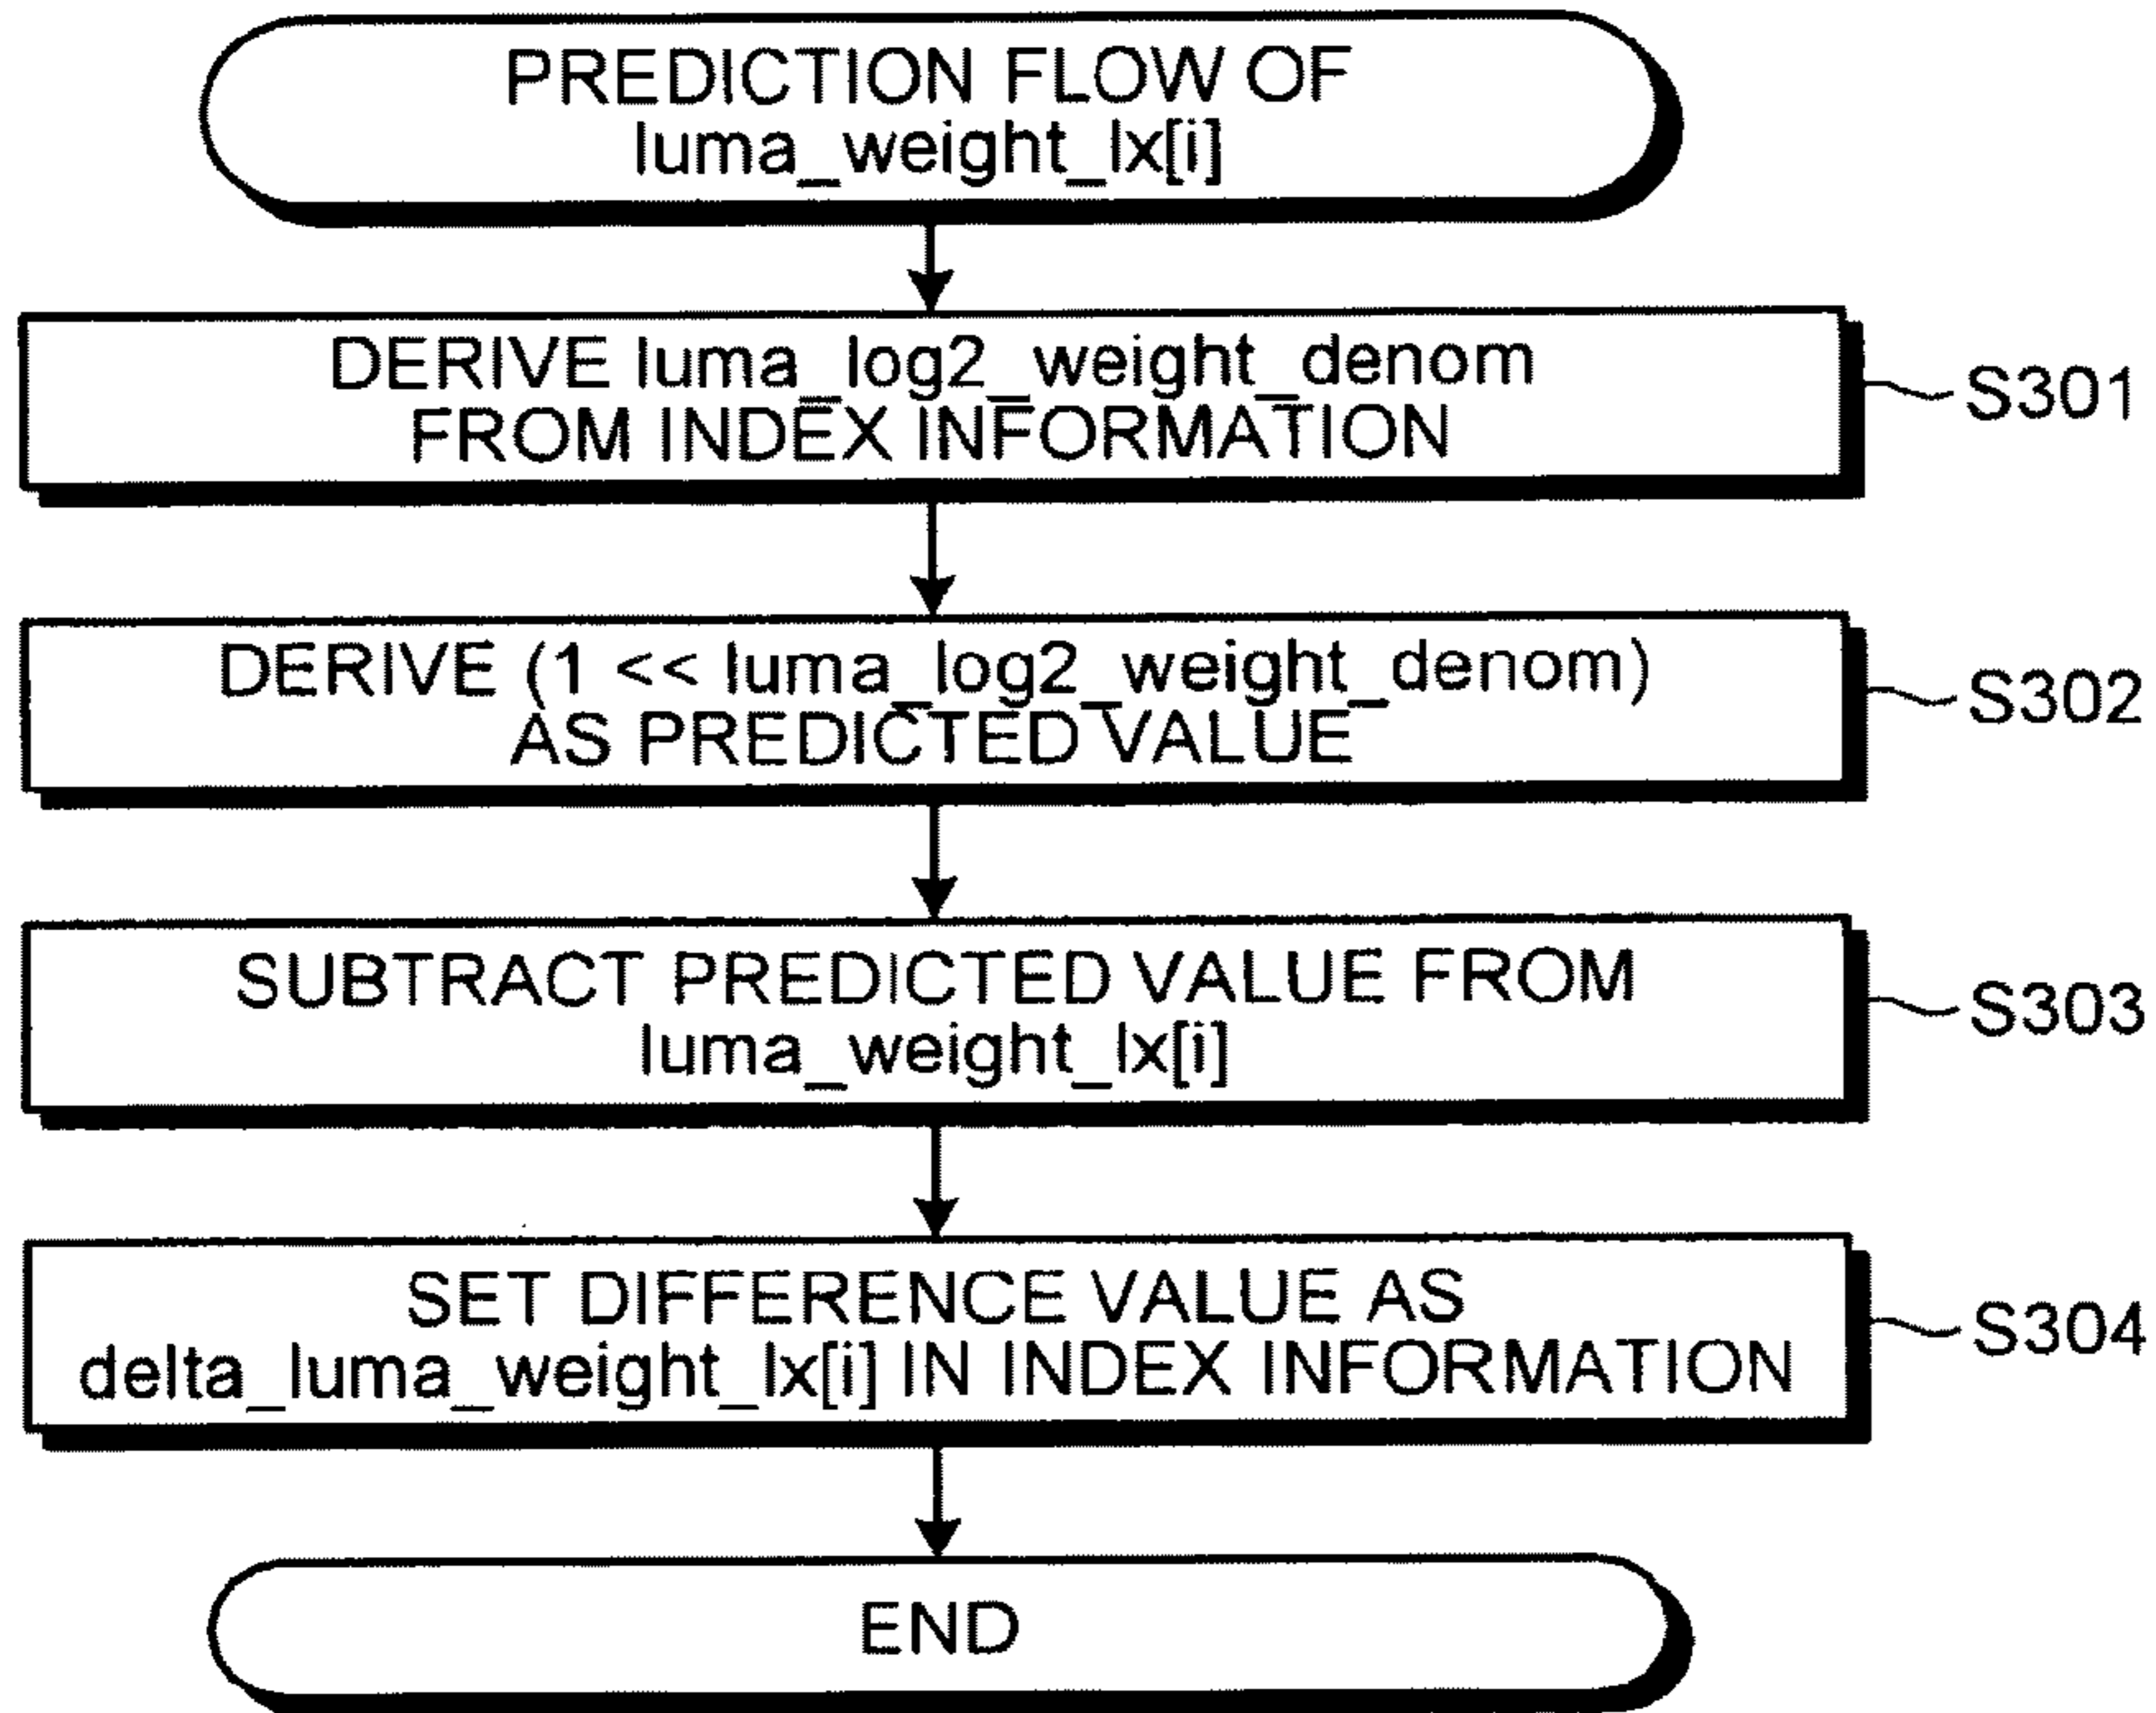 PREDICTION FLOW OF
luma_weight_lx[i]
DERIVE luma_log2_weight_denom
FROM INDEX INFORMATION
S301
DERIVE (1 << luma_log2_weight_denom)
AS PREDICTED VALUE
S302
SUBTRACT PREDICTED VALUE FROM
luma_weight_lx[i]
S303
SET DIFFERENCE VALUE AS
delta_luma_weight_lx[i] IN INDEX INFORMATION
S304
END